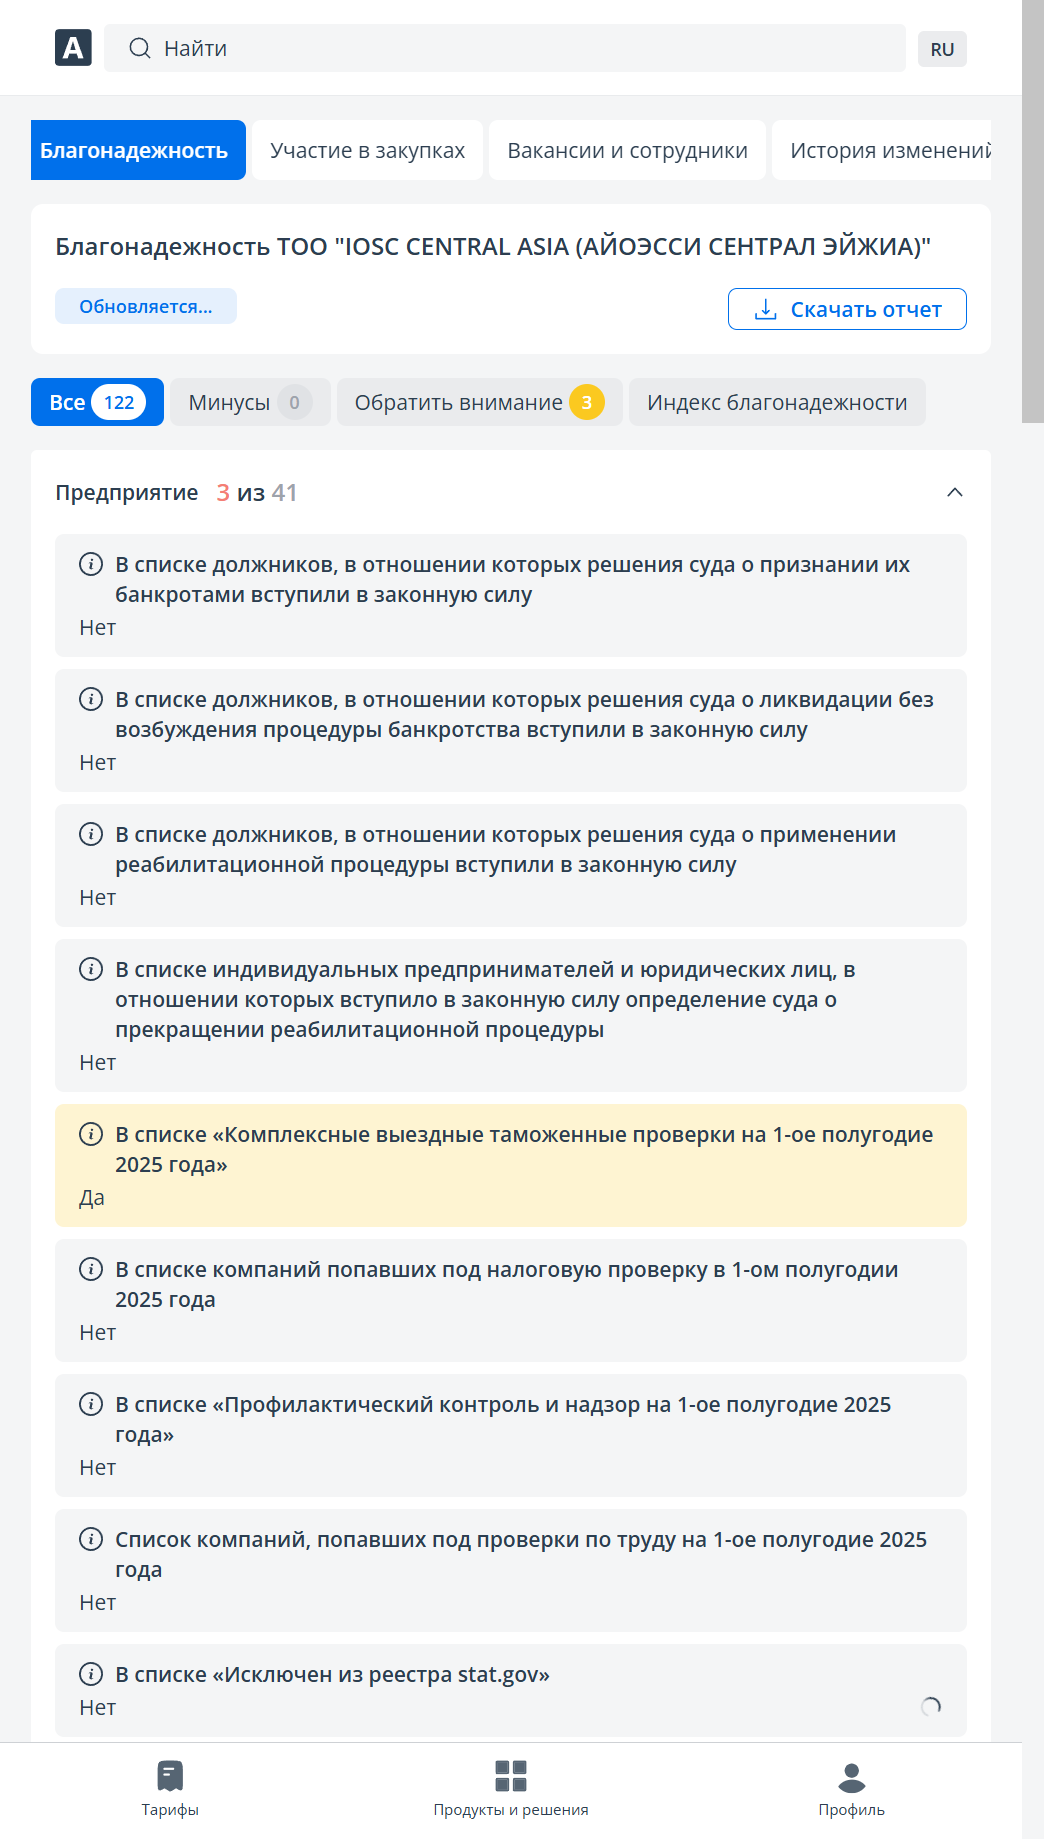 A
Найти
RU
Благонадежность
Участие в закупках
Вакансии и сотрудники
История изменений
Благонадежность ТОО "IOSC CENTRAL ASIA (АЙОЭССИ СЕНТРАЛ ЭЙЖИА)"
Обновляется...
Скачать отчет
Все 122
Минусы 0
Обратить внимание 3
Индекс благонадежности
Предприятие 3 из 41
В списке должников, в отношении которых решения суда о признании их
банкротами вступили в законную силу
Нет
В списке должников, в отношении которых решения суда о ликвидации без
возбуждения процедуры банкротства вступили в законную силу
Нет
В списке должников, в отношении которых решения суда о применении
реабилитационной процедуры вступили в законную силу
Нет
В списке индивидуальных предпринимателей и юридических лиц, в
отношении которых вступило в законную силу определение суда о
прекращении реабилитационной процедуры
Нет
В списке «Комплексные выездные таможенные проверки на 1-ое полугодие
2025 года»
Да
В списке компаний попавших под налоговую проверку в 1-ом полугодии
2025 года
Нет
В списке «Профилактический контроль и надзор на 1-ое полугодие 2025
года»
Нет
Список компаний, попавших под проверки по труду на 1-ое полугодие 2025
года
Нет
В списке «Исключен из реестра stat.gov»
Нет
Тарифы
Продукты и решения
Профиль